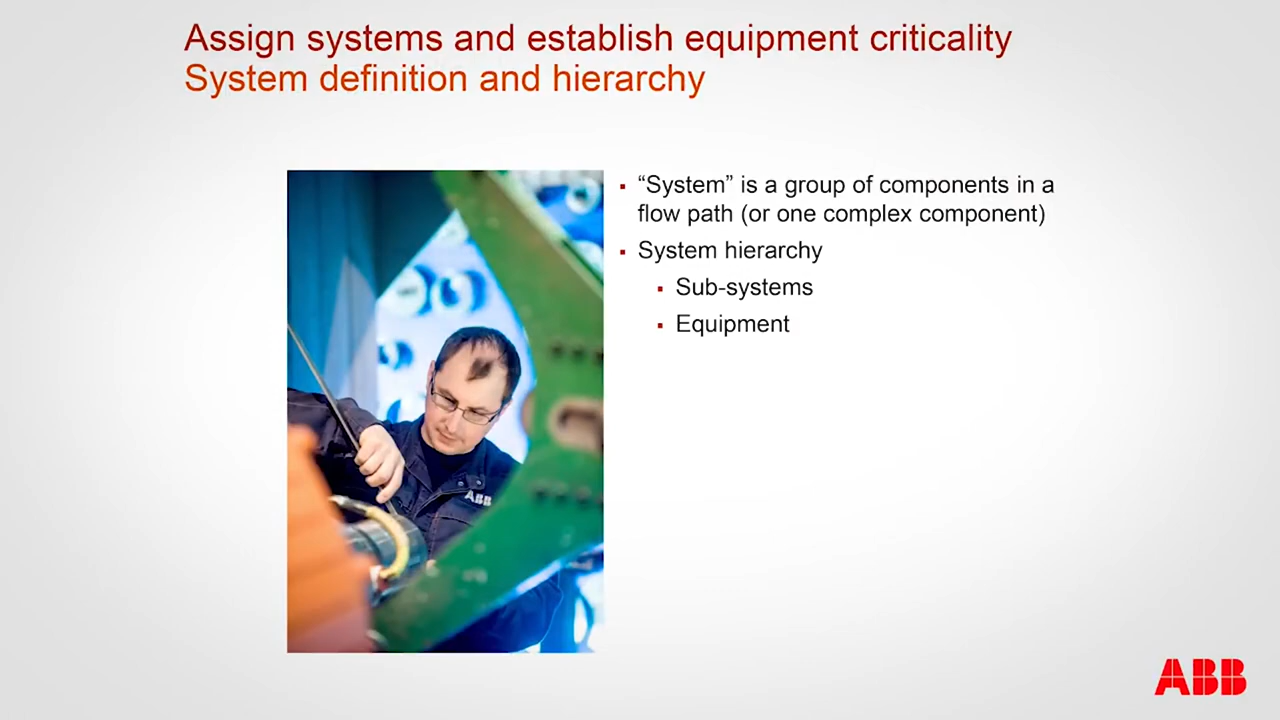 Assign systems and establish equipment criticality
System definition and hierarchy
▪ “System” is a group of components in a
flow path (or one complex component)
▪ System hierarchy
▪ Sub-systems
▪ Equipment
ABB
ABB